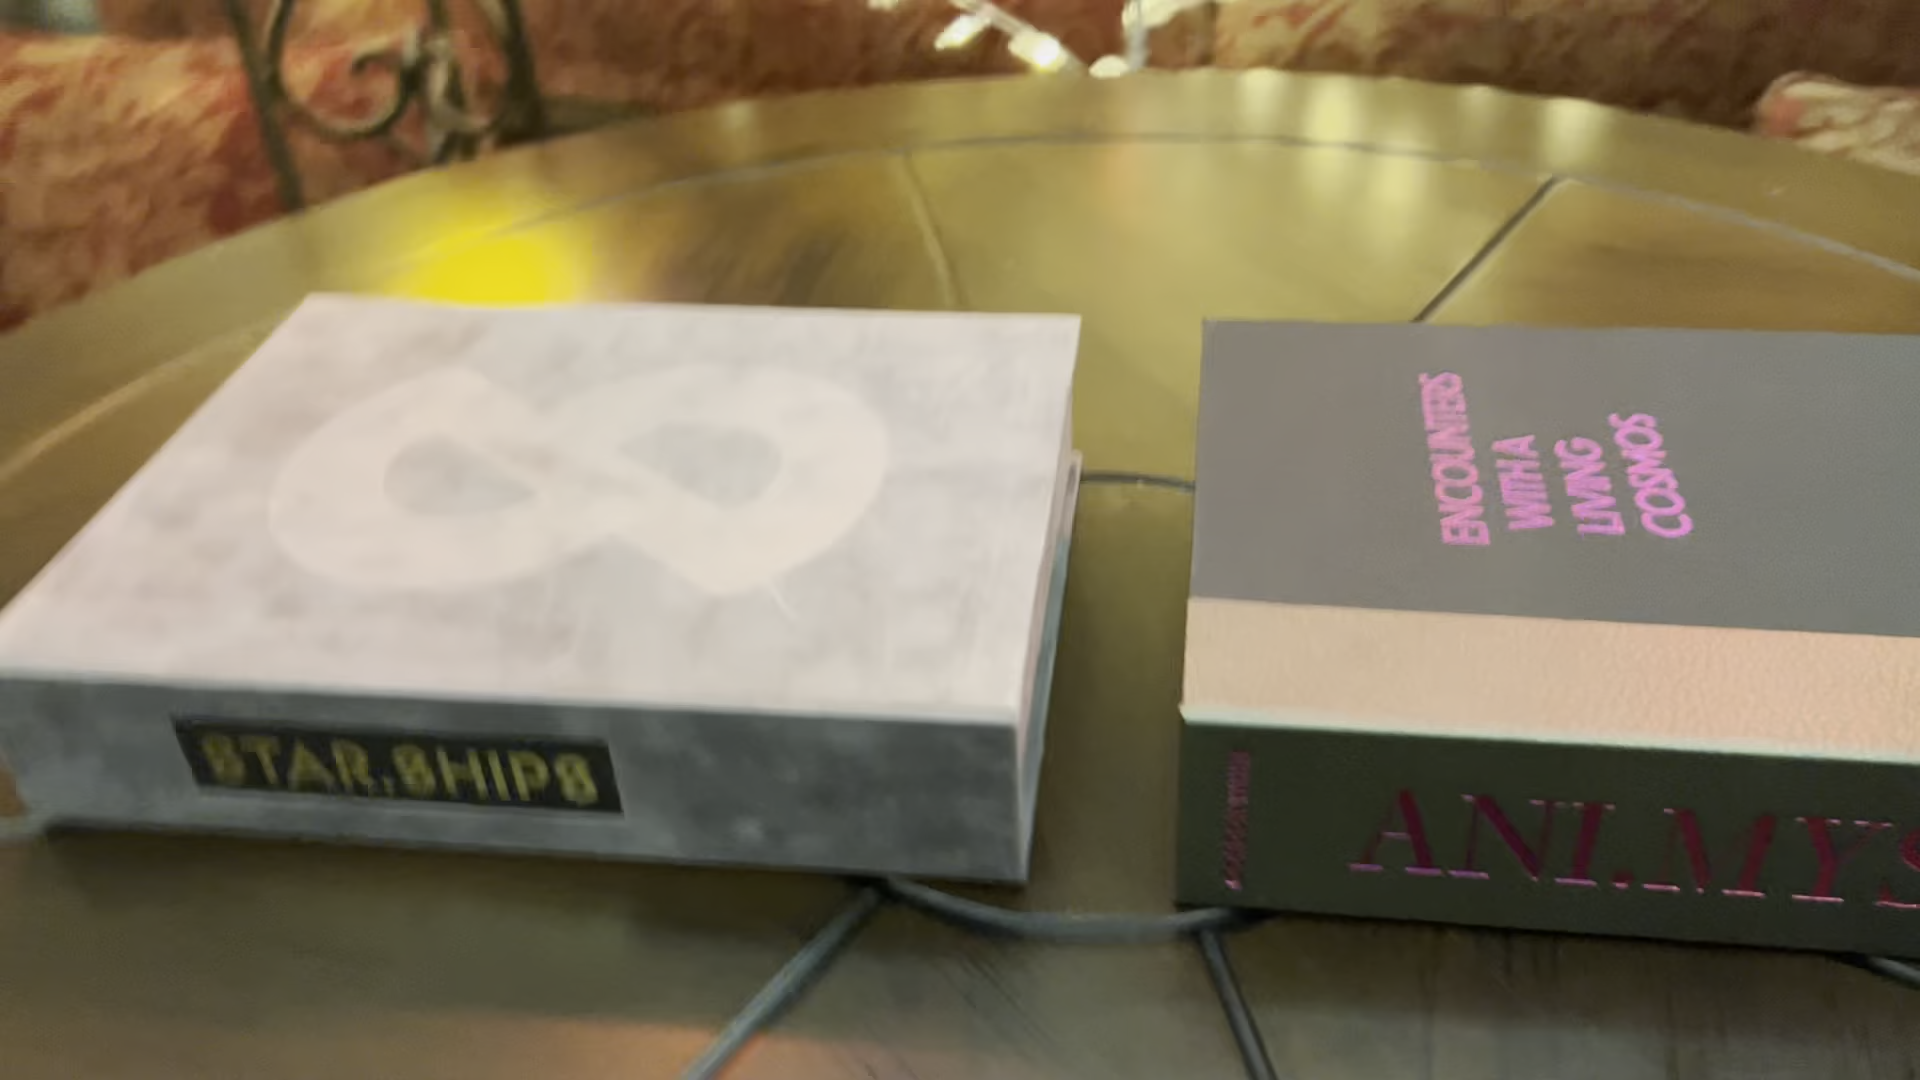 STAR.SHIPS
ENCOUNTERS
WITH A
LIVING
COSMOS
ANI.MYS